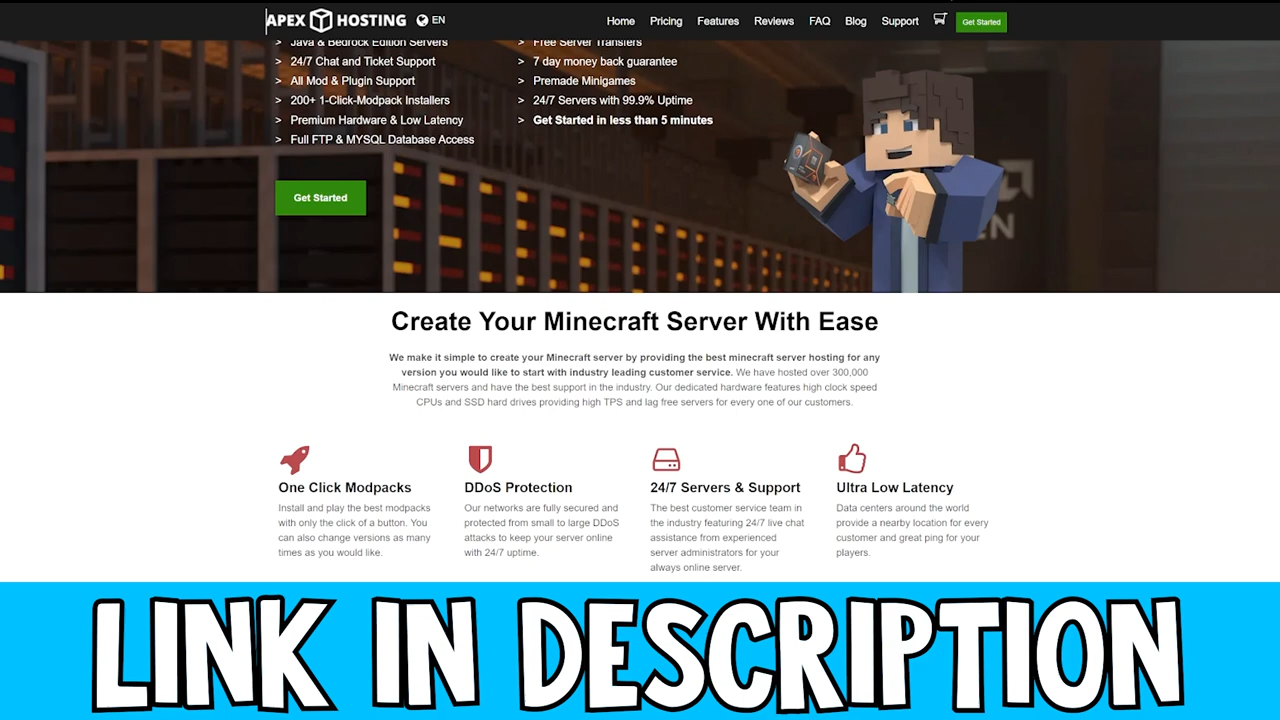 APEX HOSTING EN
Home Pricing Features Reviews FAQ Blog Support Get Started
> Java & Bedrock Edition Servers
> 24/7 Chat and Ticket Support
> All Mod & Plugin Support
> 200+ 1-Click-Modpack Installers
> Premium Hardware & Low Latency
> Full FTP & MYSQL Database Access
> Free Server Transfers
> 7 day money back guarantee
> Premade Minigames
> 24/7 Servers with 99.9% Uptime
> Get Started in less than 5 minutes
Get Started
Create Your Minecraft Server With Ease
We make it simple to create your Minecraft server by providing the best minecraft server hosting for any
version you would like to start with industry leading customer service. We have hosted over 300,000
Minecraft servers and have the best support in the industry. Our dedicated hardware features high clock speed
CPUs and SSD hard drives providing high TPS and lag free servers for every one of our customers.
One Click Modpacks
Install and play the best modpacks
with only the click of a button. You
can also change versions as many
times as you would like.
DDoS Protection
Our networks are fully secured and
protected from small to large DDoS
attacks to keep your server online
with 24/7 uptime.
24/7 Servers & Support
The best customer service team in
the industry featuring 24/7 live chat
assistance from experienced
server administrators for your
always online server.
Ultra Low Latency
Data centers around the world
provide a nearby location for every
customer and great ping for your
players.
LINK IN DESCRIPTION